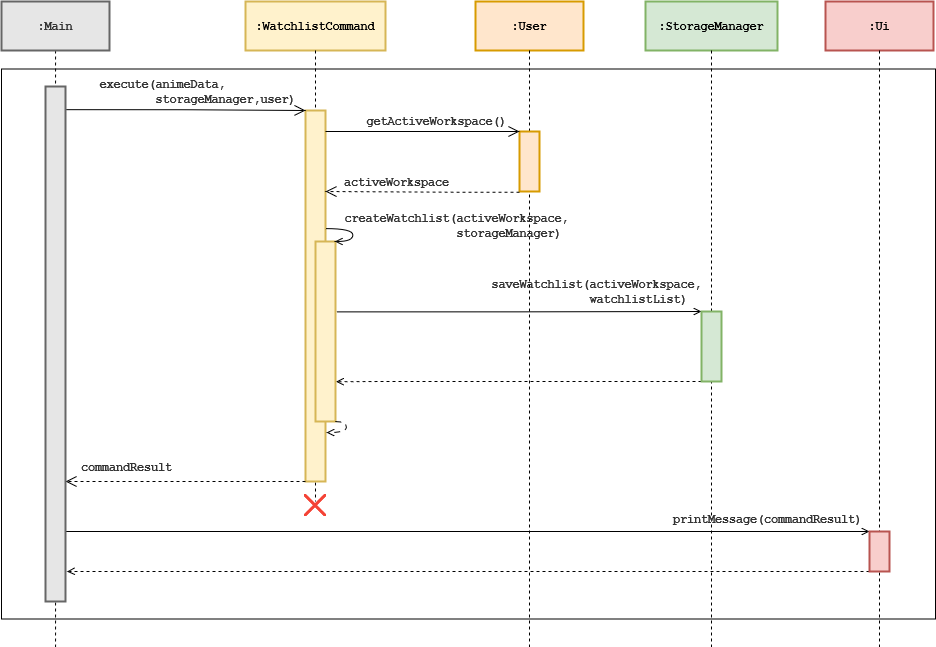 :Main
:WatchlistCommand
:User
:StorageManager
:Ui
execute(animeData,
storageManager,user)
getActiveWorkspace()
activeWorkspace
createWatchlist(activeWorkspace,
storageManager)
saveWatchlist(activeWorkspace,
watchlistList)
commandResult
printMessage(commandResult)